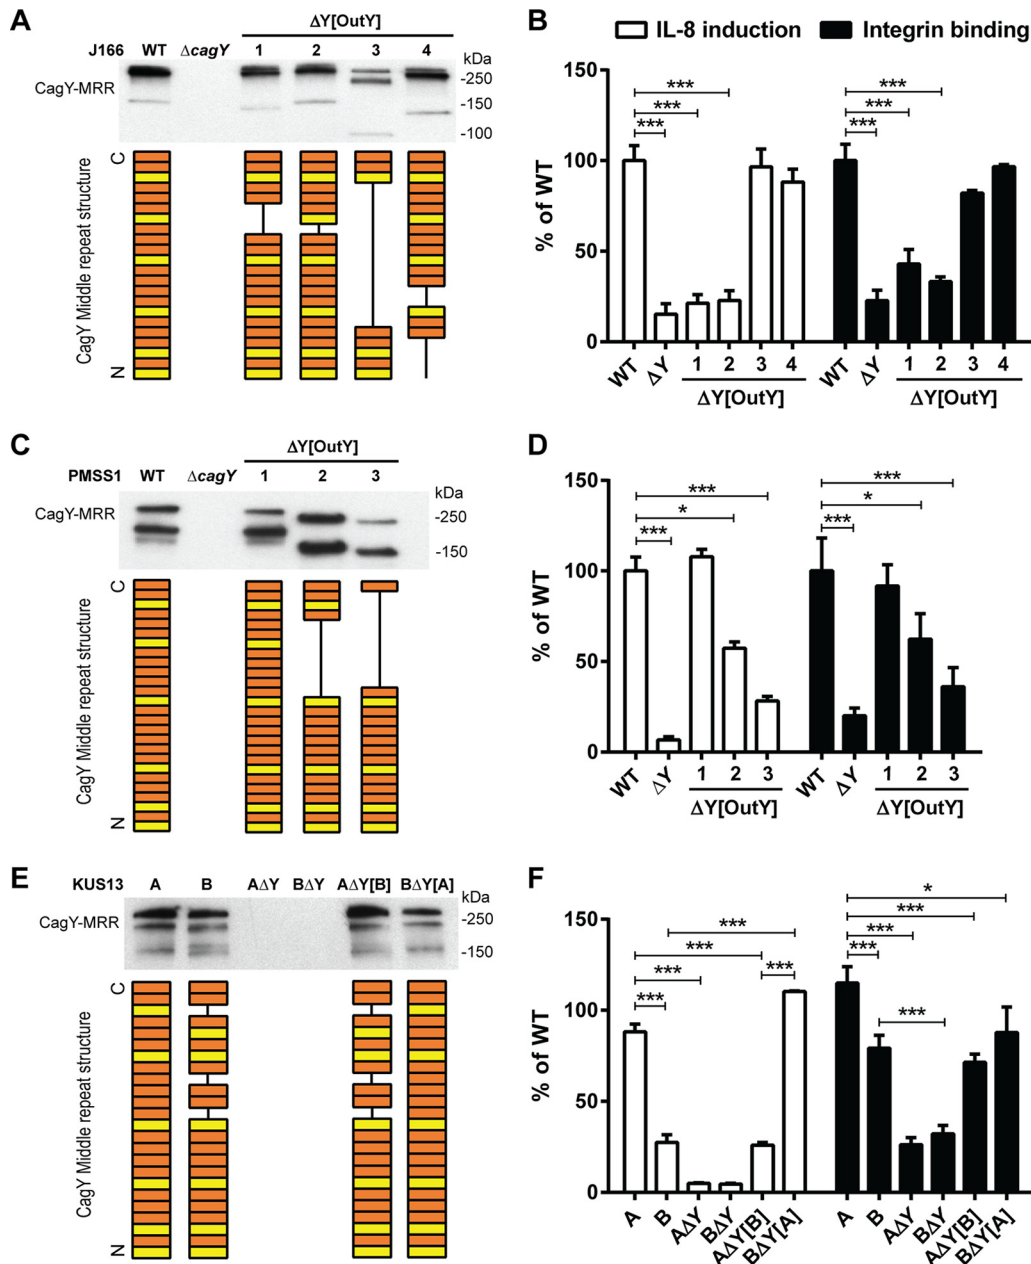 A
ΔY[OutY]
J166 WT ΔcagY 1 2 3 4
kDa
CagY-MRR
-250
-150
-100
C
CagY Middle repeat structure
N
B
IL-8 induction Integrin binding
150
100
50
0
% of WT
*** *** ***
*** *** ***
WT ΔY 1 2 3 4 WT ΔY 1 2 3 4
ΔY[OutY] ΔY[OutY]
C
ΔY[OutY]
PMSS1 WT ΔcagY 1 2 3
kDa
CagY-MRR
-250
-150
C
CagY Middle repeat structure
N
D
150
100
50
0
% of WT
*** * ***
*** * ***
WT ΔY 1 2 3 WT ΔY 1 2 3
ΔY[OutY] ΔY[OutY]
E
KUS13 A B AΔY BΔY AΔY[B] BΔY[A]
kDa
CagY-MRR
-250
-150
C
CagY Middle repeat structure
N
F
150
100
50
0
% of WT
*** *** *** *** ***
* *** *** *** ***
A B AΔY BΔY AΔY[B] BΔY[A] A B AΔY BΔY AΔY[B] BΔY[A]